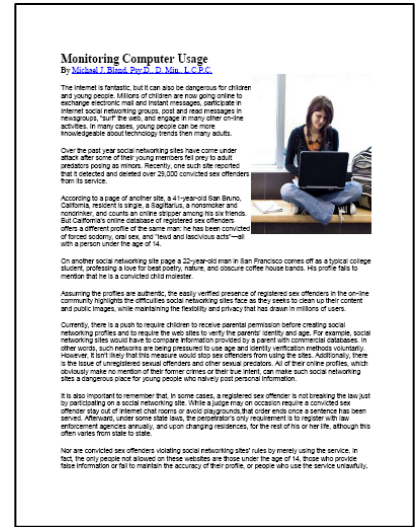 Monitoring Computer Usage
By Michael J. Bland, Psy.D., D. Min., L.C.P.C.
The Internet is fantastic, but it can also be dangerous for children
and young people. Millions of children are now going online to
exchange electronic mail and instant messages, participate in
Internet social networking groups, post and read messages in
newsgroups, "surf" the web, and engage in many other on-line
activities. In many cases, young people can be more
knowledgeable about technology trends then many adults.
Over the past year social networking sites have come under
attack after some of their young members fell prey to adult
predators posing as minors. Recently, one such site reported
that it detected and deleted over 29,000 convicted sex offenders
from its service.
According to a page of another site, a 41-year-old San Bruno,
California, resident is single, a Sagittarius, a nonsmoker and
nondrinker, and counts an online stripper among his six friends.
But California's online database of registered sex offenders
offers a different profile of the same man: he has been convicted
of forced sodomy, oral sex, and "lewd and lascivious acts"—all
with a person under the age of 14.
On another social networking site page a 22-year-old man in San Francisco comes off as a typical college
student, professing a love for beat poetry, nature, and obscure coffee house bands. His profile fails to
mention that he is a convicted child molester.
Assuming the profiles are authentic, the easily verified presence of registered sex offenders in the on-line
community highlights the difficulties social networking sites face as they seeks to clean up their content
and public images, while maintaining the flexibility and privacy that has drawn in millions of users.
Currently, there is a push to require children to receive parental permission before creating social
networking profiles and to require the web sites to verify the parents' identity and age. For example, social
networking sites would have to compare information provided by a parent with commercial databases. In
other words, such networks are being pressured to use age and identity verification methods voluntarily.
However, it isn't likely that this measure would stop sex offenders from using the sites. Additionally, there
is the issue of unregistered sexual offenders and other sexual predators. All of their online profiles, which
obviously make no mention of their former crimes or their true intent, can make such social networking
sites a dangerous place for young people who naively post personal information.
It is also important to remember that, in some cases, a registered sex offender is not breaking the law just
by participating on a social networking site. While a judge may on occasion require a convicted sex
offender stay out of Internet chat rooms or avoid playgrounds,that order ends once a sentence has been
served. Afterward, under some state laws, the perpetrator's only requirement is to register with law
enforcement agencies annually, and upon changing residences, for the rest of his or her life, although this
often varies from state to state.
Nor are convicted sex offenders violating social networking sites' rules by merely using the service. In
fact, the only people not allowed on these websites are those under the age of 14, those who provide
false information or fail to maintain the accuracy of their profile, or people who use the service unlawfully.